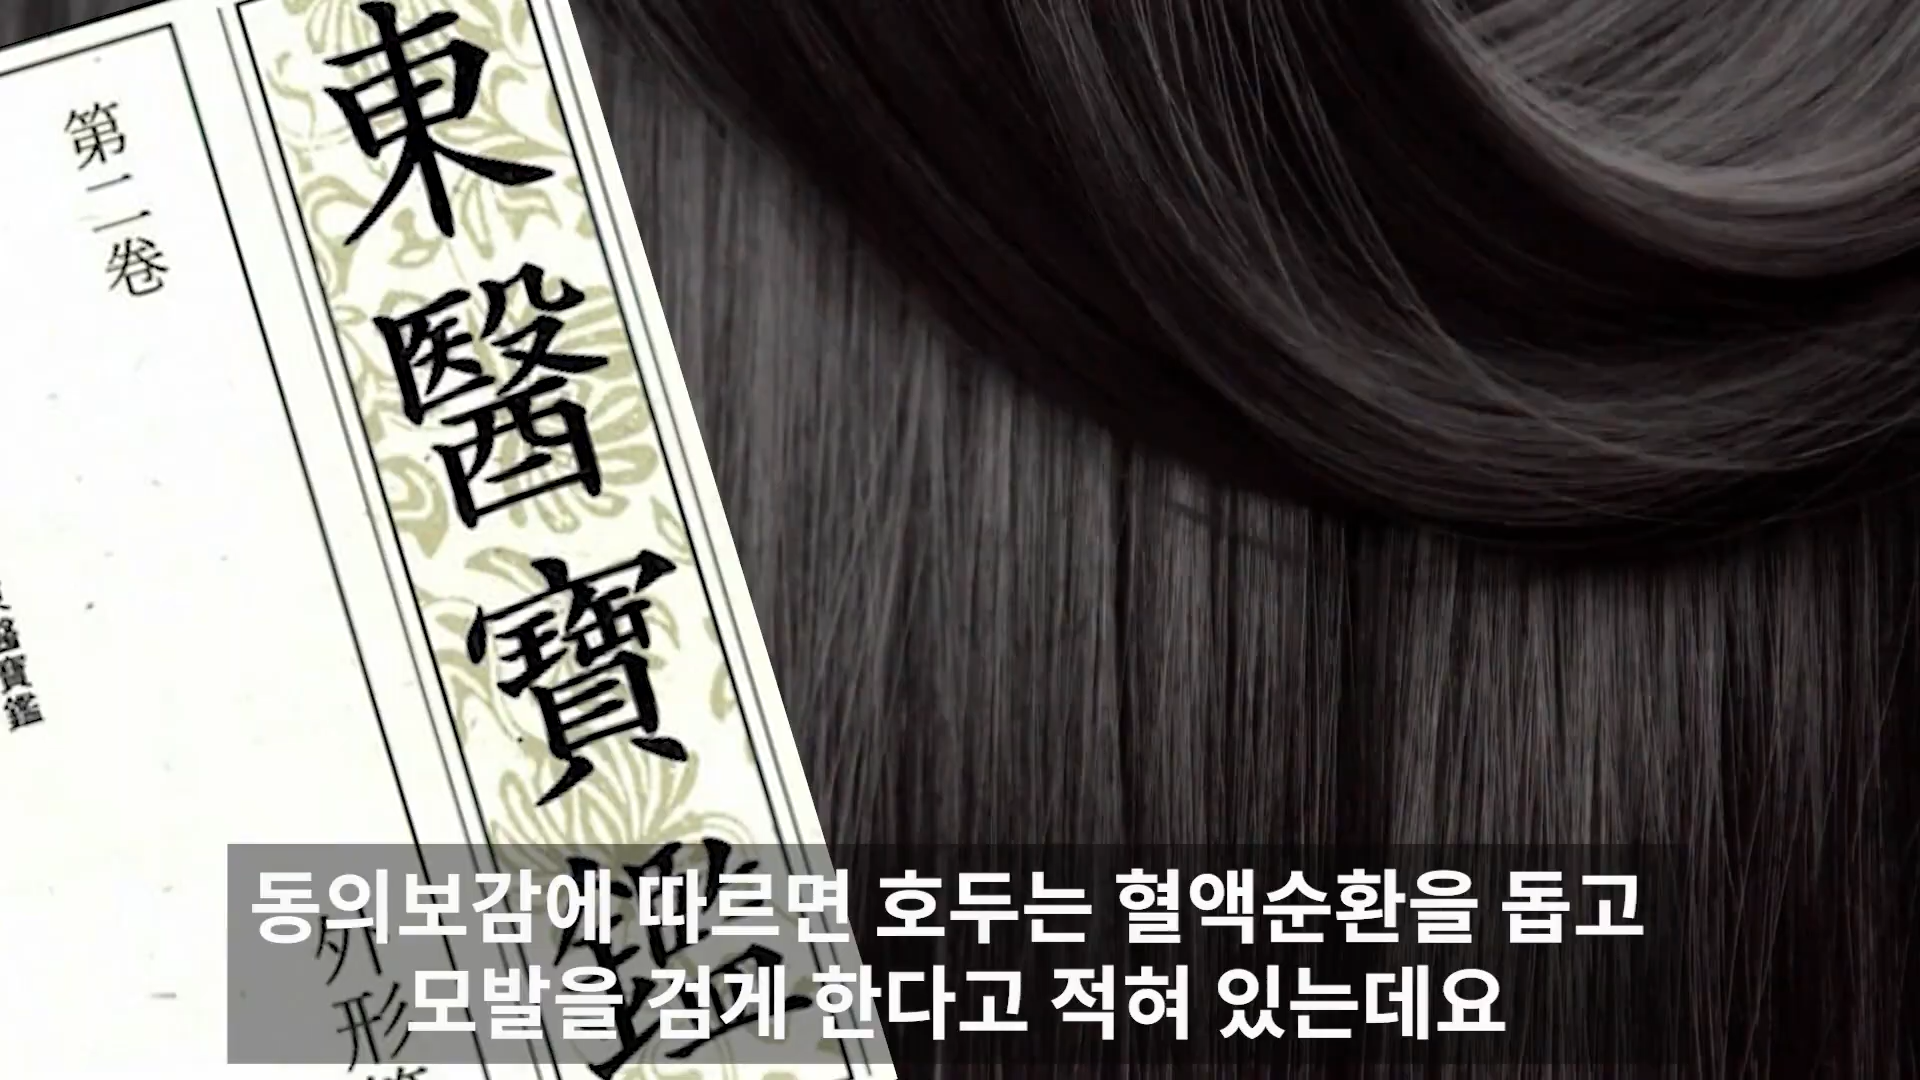 東醫寶鑑
第二卷
外形篇
醫寶鑑
동의보감에 따르면 호두는 혈액순환을 돕고
모발을 검게 한다고 적혀 있는데요